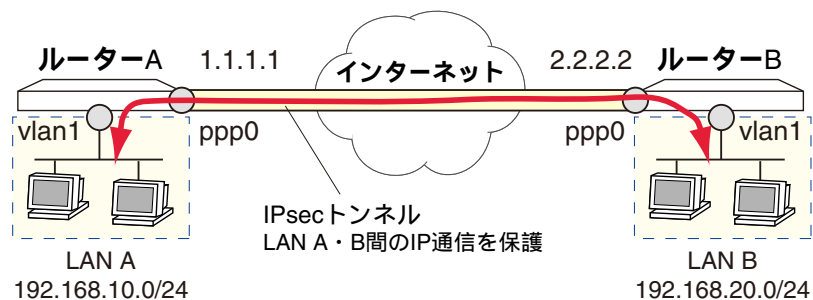 ルーターA
1.1.1.1
インターネット
2.2.2.2
ルーターB
vlan1
ppp0
ppp0
vlan1
IPsecトンネル
LAN A・B間のIP通信を保護
LAN A
192.168.10.0/24
LAN B
192.168.20.0/24